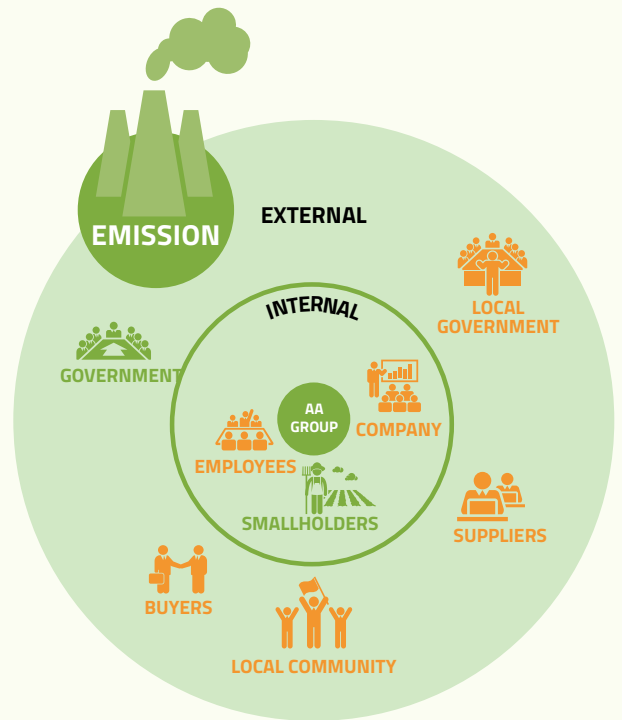 EMISSION
EXTERNAL
LOCAL
GOVERNMENT
INTERNAL
GOVERNMENT
AA
GROUP
COMPANY
EMPLOYEES
SMALLHOLDERS
SUPPLIERS
BUYERS
LOCAL COMMUNITY